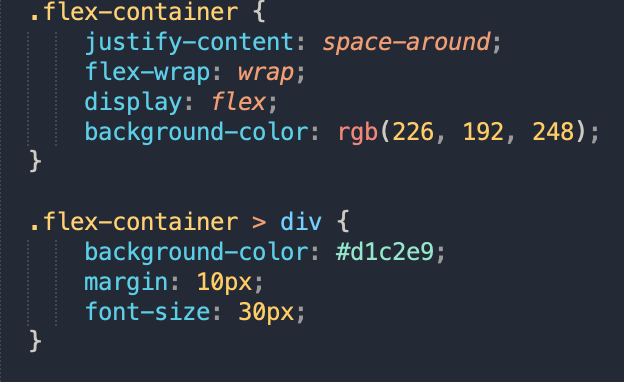 .flex-container {
    justify-content: space-around;
    flex-wrap: wrap;
    display: flex;
    background-color: rgb(226, 192, 248);
}

.flex-container > div {
    background-color: #d1c2e9;
    margin: 10px;
    font-size: 30px;
}